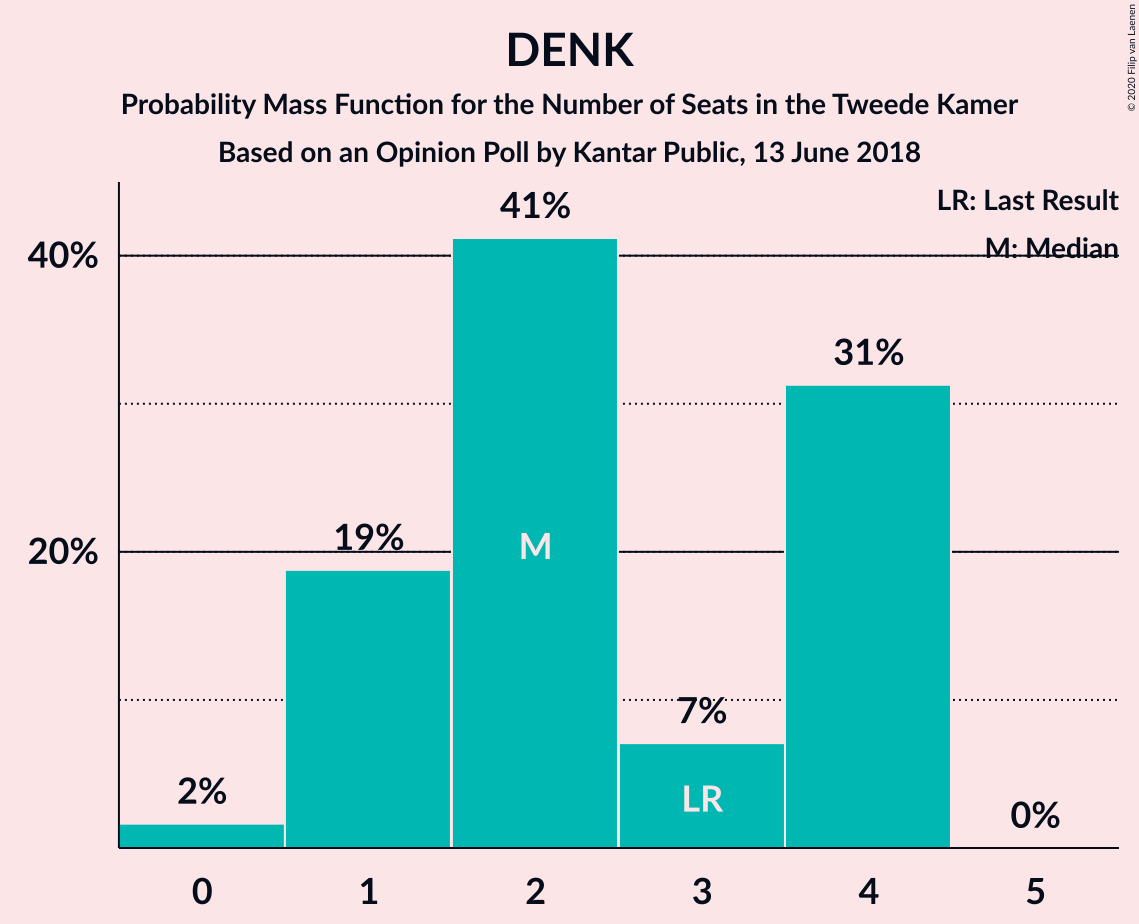 © 2020 Filip van Laenen
DENK
Probability Mass Function for the Number of Seats in the Tweede Kamer
Based on an Opinion Poll by Kantar Public, 13 June 2018
LR: Last Result
M: Median
41%
40%
31%
20%
19%
M
7%
LR
2%
0%
0 1 2 3 4 5